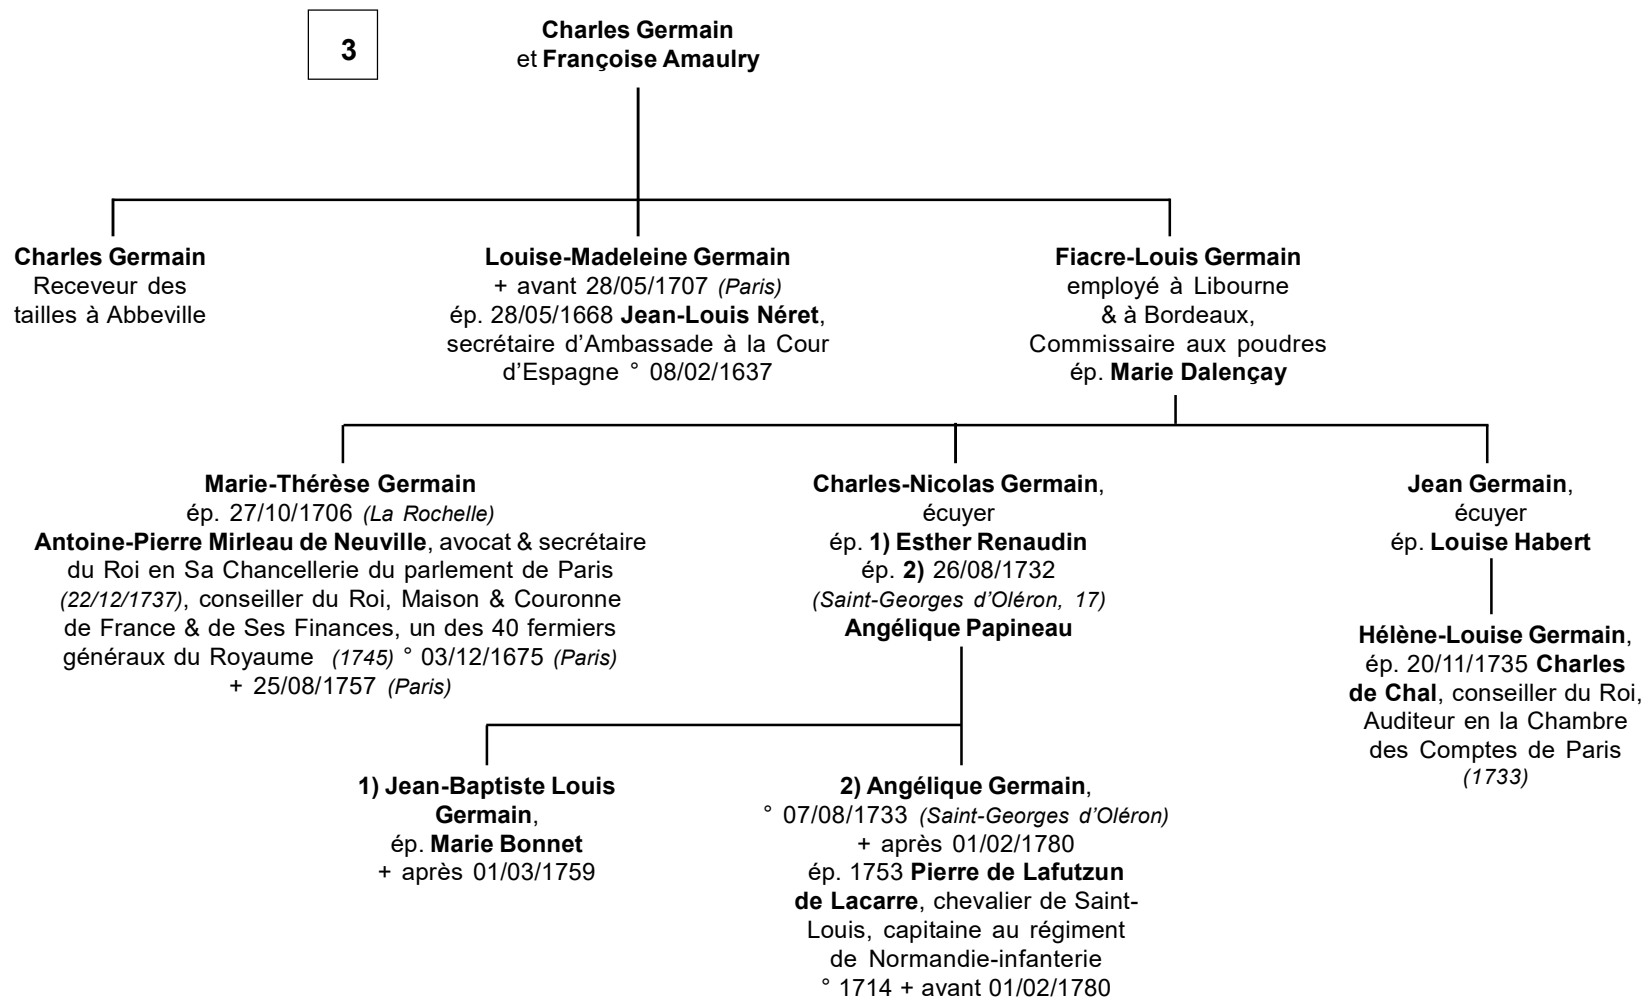 3
Charles Germain
et Françoise Amaulry
Charles Germain
Receveur des
tailles à Abbeville
Louise-Madeleine Germain
+ avant 28/05/1707 (Paris)
ép. 28/05/1668 Jean-Louis Néret,
secrétaire d'Ambassade à la Cour
d'Espagne ° 08/02/1637
Fiacre-Louis Germain
employé à Libourne
& à Bordeaux,
Commissaire aux poudres
ép. Marie Dalençay
Marie-Thérèse Germain
ép. 27/10/1706 (La Rochelle)
Antoine-Pierre Mirleau de Neuville, avocat & secrétaire
du Roi en Sa Chancellerie du parlement de Paris
(22/12/1737), conseiller du Roi, Maison & Couronne
de France & de Ses Finances, un des 40 fermiers
généraux du Royaume (1745) ° 03/12/1675 (Paris)
+ 25/08/1757 (Paris)
Charles-Nicolas Germain,
écuyer
ép. 1) Esther Renaudin
ép. 2) 26/08/1732
(Saint-Georges d'Oléron, 17)
Angélique Papineau
Jean Germain,
écuyer
ép. Louise Habert
Hélène-Louise Germain,
ép. 20/11/1735 Charles
de Chal, conseiller du Roi,
Auditeur en la Chambre
des Comptes de Paris
(1733)
1) Jean-Baptiste Louis
Germain,
ép. Marie Bonnet
+ après 01/03/1759
2) Angélique Germain,
° 07/08/1733 (Saint-Georges d'Oléron)
+ après 01/02/1780
ép. 1753 Pierre de Lafutzun
de Lacarre, chevalier de Saint-
Louis, capitaine au régiment
de Normandie-infanterie
° 1714 + avant 01/02/1780